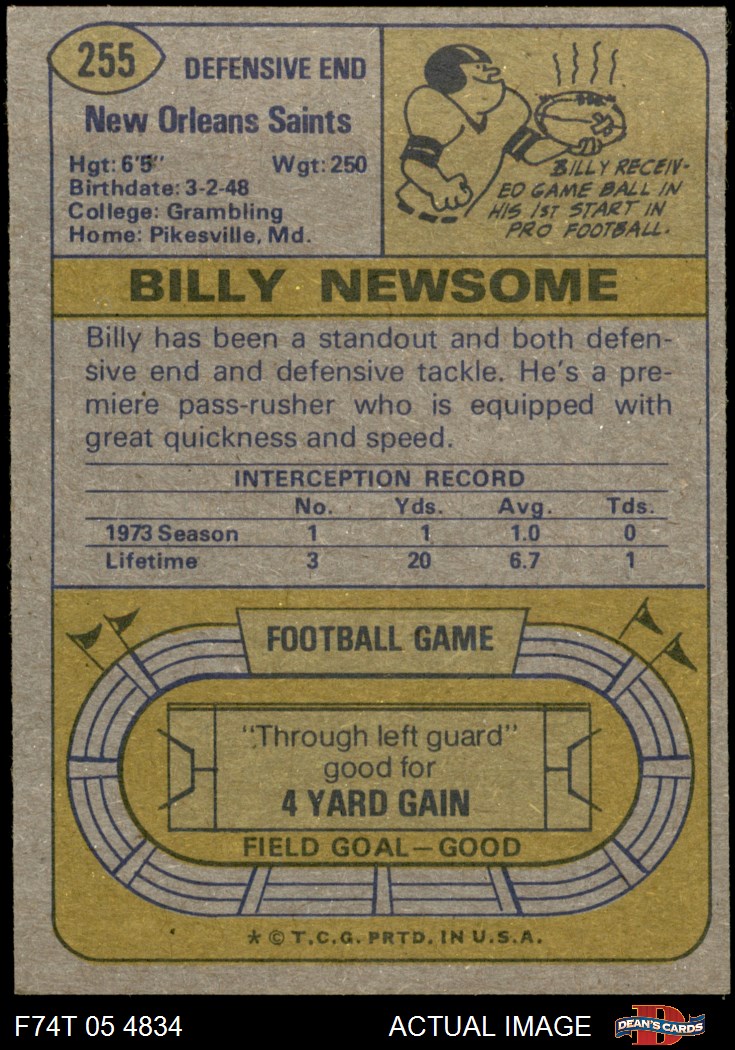 255
DEFENSIVE END
New Orleans Saints
Hgt: 6'5" Wgt: 250
Birthdate: 3-2-48
College: Grambling
Home: Pikesville, Md.
BILLY RECEIV-
ED GAME BALL IN
HIS 1ST START IN
PRO FOOTBALL.
BILLY NEWSOME
Billy has been a standout and both defen-
sive end and defensive tackle. He's a pre-
miere pass-rusher who is equipped with
great quickness and speed.
INTERCEPTION RECORD
No. Yds. Avg. Tds.
1973 Season 1 1 1.0 0
Lifetime 3 20 6.7 1
FOOTBALL GAME
"Through left guard"
good for
4 YARD GAIN
FIELD GOAL—GOOD
* © T.C.G. PRTD. IN U.S.A.
F74T 05 4834 ACTUAL IMAGE
D
DEAN'S CARDS